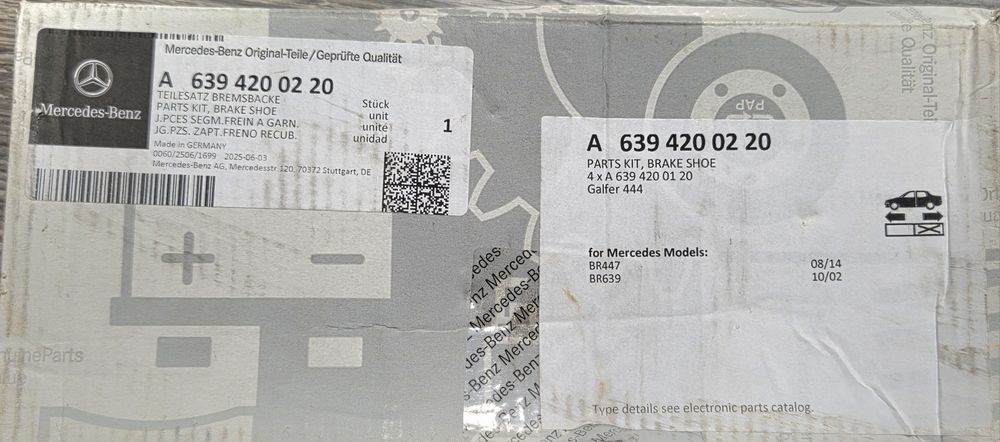 Mercedes-Benz Original-Teile/Geprüfte Qualität
A 639 420 02 20
TEILESATZ BREMSBACKE
PARTS KIT, BRAKE SHOE
J.PCES SEGM.FREIN A GARN.
JG.PZS. ZAPT.FRENO RECUB.
Stück
unit
unité
unidad
1
Made in GERMANY
0060/2506/1699 2025-06-03
Mercedes-Benz AG, Mercedesstr.120, 70372 Stuttgart, DE
Mercedes-Benz
PAP
A 639 420 02 20
PARTS KIT, BRAKE SHOE
4 x A 639 420 01 20
Galfer 444
for Mercedes Models:
BR447 08/14
BR639 10/02
Type details see electronic parts catalog.
Mercedes-Benz
nuineParts